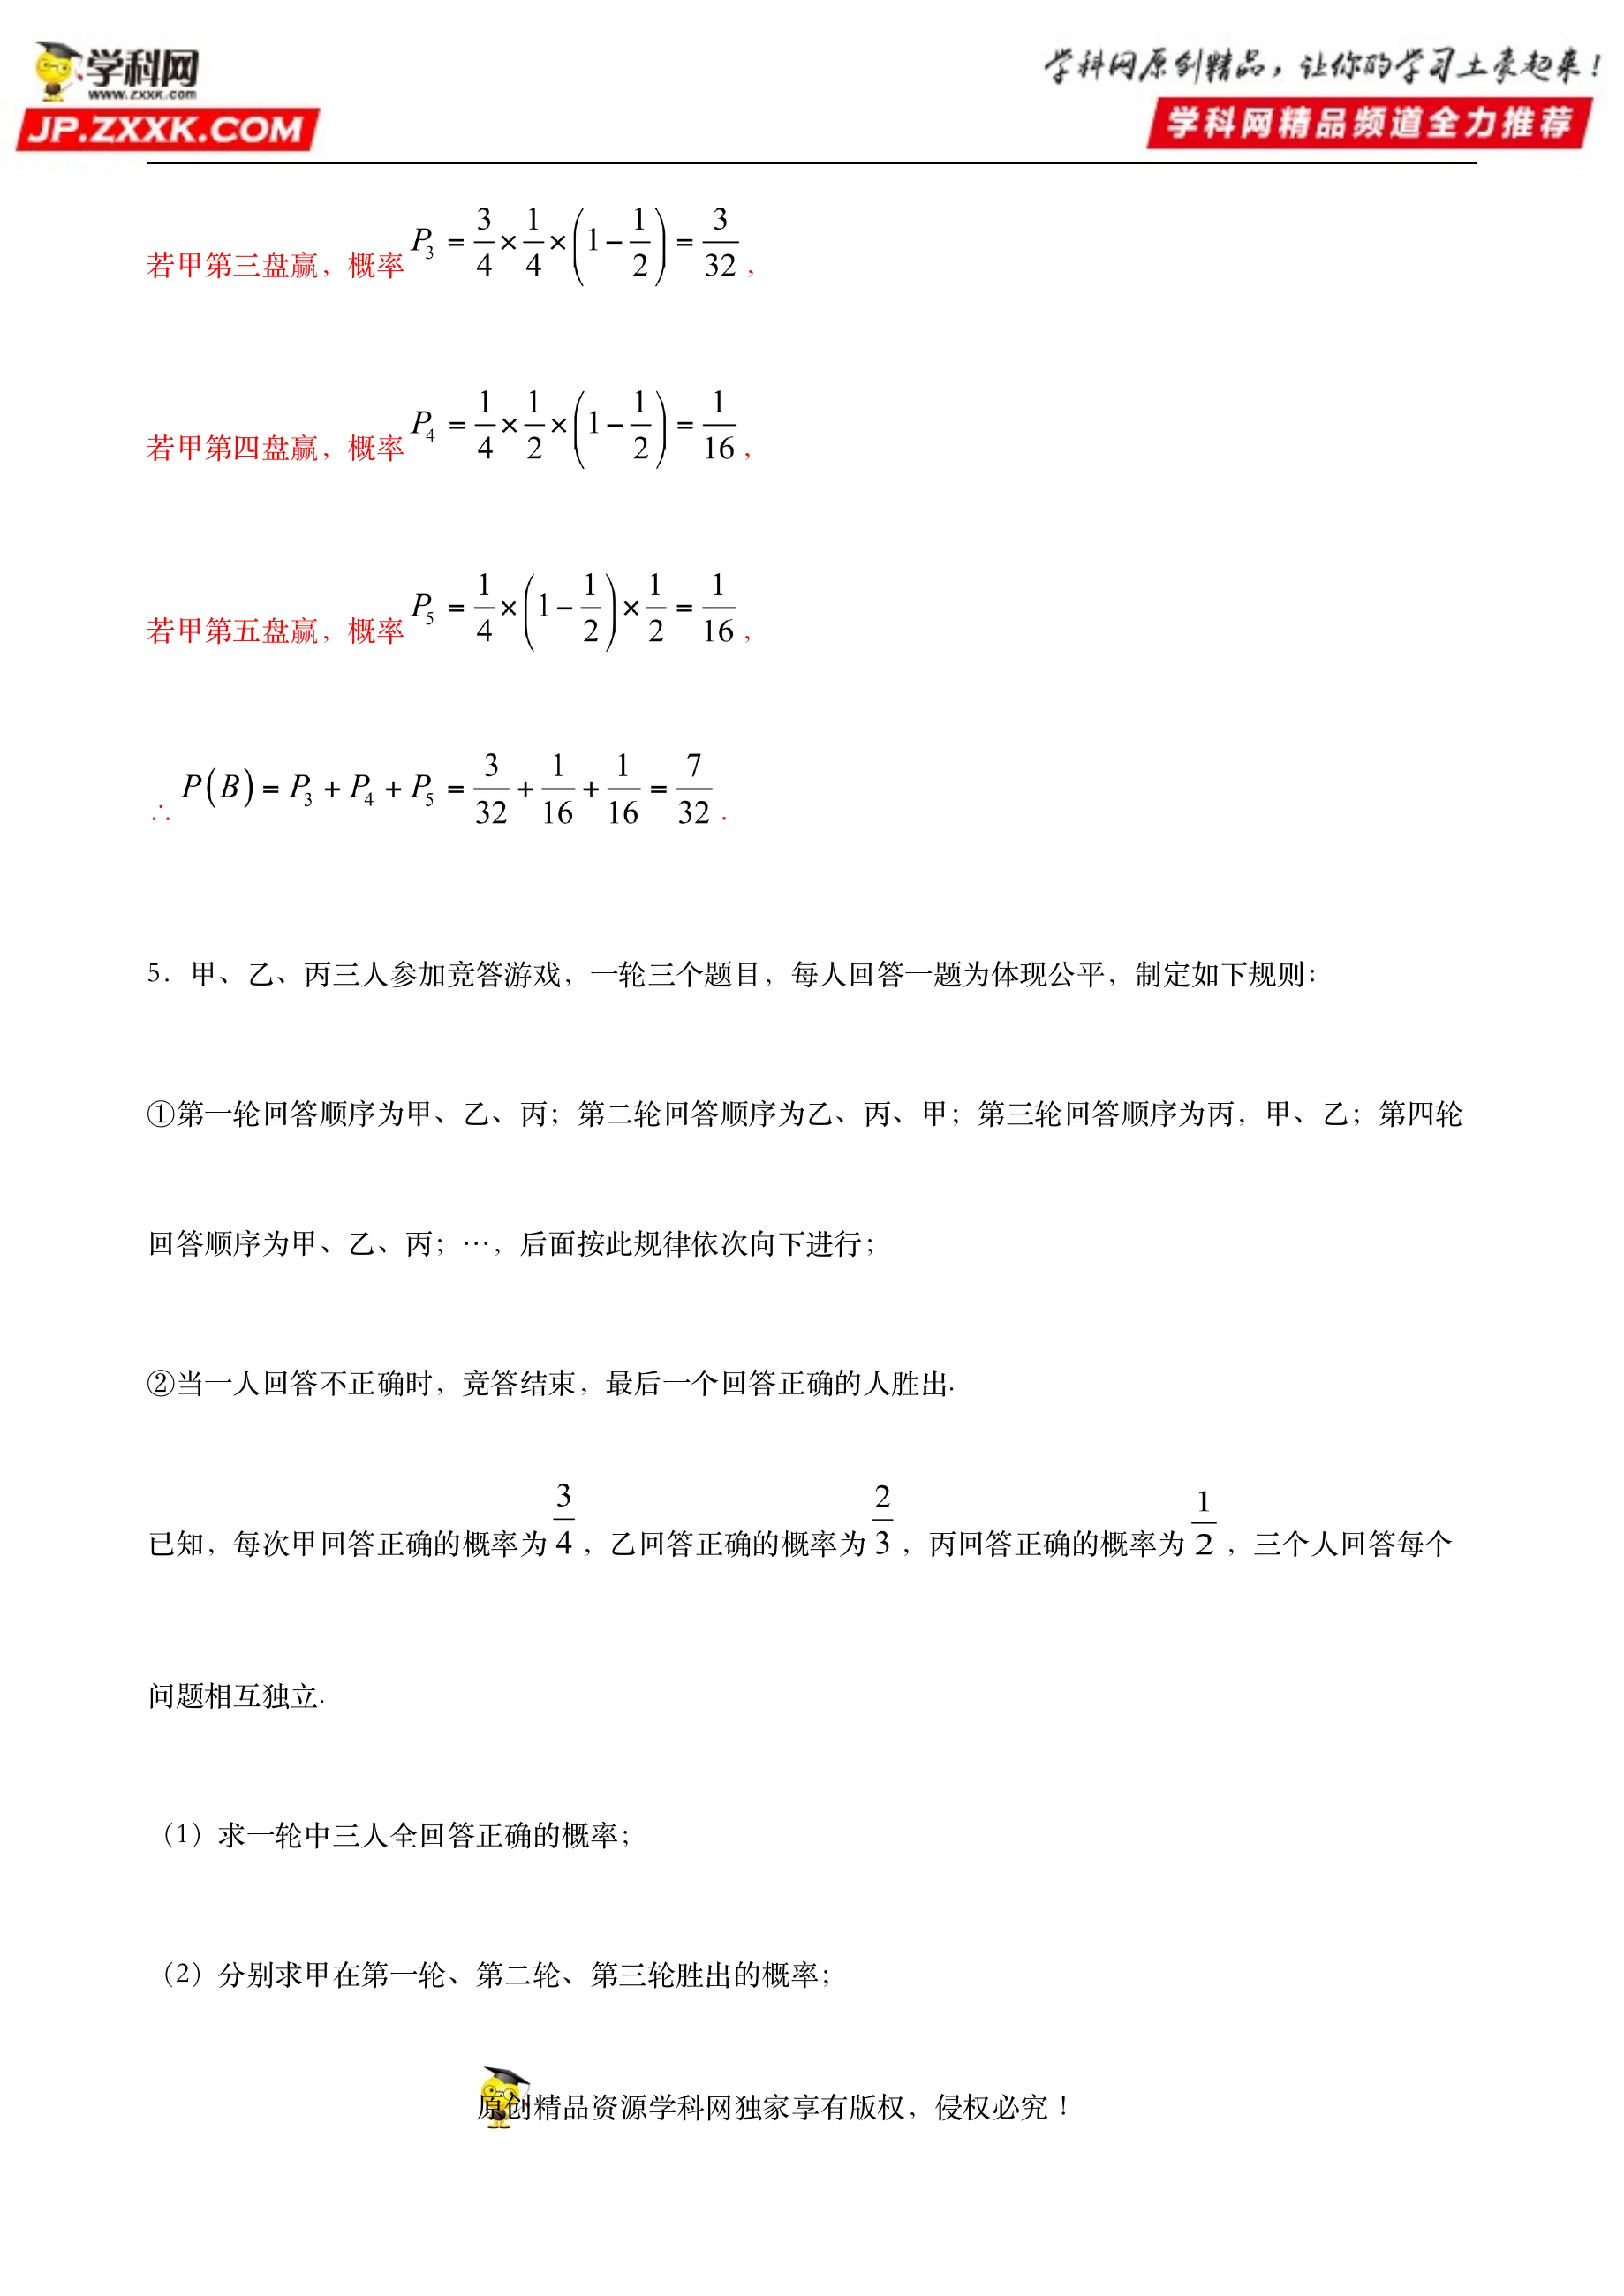 学科网
www.zxxk.com
JP.ZXXK.COM
学科网原创精品，让你的学习土豪起来！
学科网精品频道全力推荐
若甲第三盘赢，概率 P₃ = 3/4 × 1/4 × (1 − 1/2) = 3/32，
若甲第四盘赢，概率 P₄ = 1/4 × 1/2 × (1 − 1/2) = 1/16，
若甲第五盘赢，概率 P₅ = 1/4 × (1 − 1/2) × 1/2 = 1/16，
∴ P(B) = P₃ + P₄ + P₅ = 3/32 + 1/16 + 1/16 = 7/32．
5．甲、乙、丙三人参加竞答游戏，一轮三个题目，每人回答一题为体现公平，制定如下规则：
①第一轮回答顺序为甲、乙、丙；第二轮回答顺序为乙、丙、甲；第三轮回答顺序为丙，甲、乙；第四轮
回答顺序为甲、乙、丙；…，后面按此规律依次向下进行；
②当一人回答不正确时，竞答结束，最后一个回答正确的人胜出．
已知，每次甲回答正确的概率为 3/4，乙回答正确的概率为 2/3，丙回答正确的概率为 1/2，三个人回答每个
问题相互独立．
（1）求一轮中三人全回答正确的概率；
（2）分别求甲在第一轮、第二轮、第三轮胜出的概率；
原创精品资源学科网独家享有版权，侵权必究！